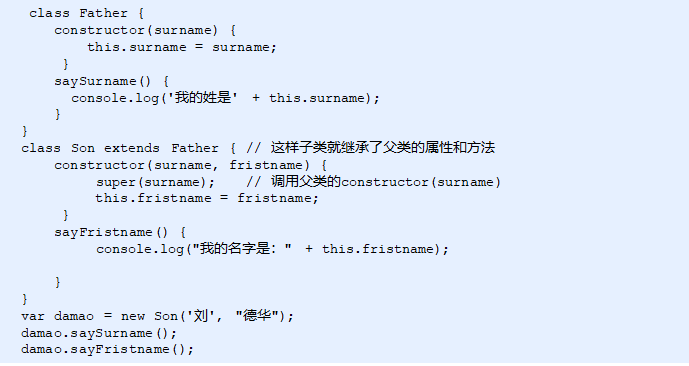 class Father {
constructor(surname) {
this.surname = surname;
}
saySurname() {
console.log('我的姓是' + this.surname);
}
}
class Son extends Father { // 这样子类就继承了父类的属性和方法
constructor(surname, fristname) {
super(surname); // 调用父类的constructor(surname)
this.fristname = fristname;
}
sayFristname() {
console.log("我的名字是：" + this.fristname);
}
}
var damao = new Son('刘', "德华");
damao.saySurname();
damao.sayFristname();